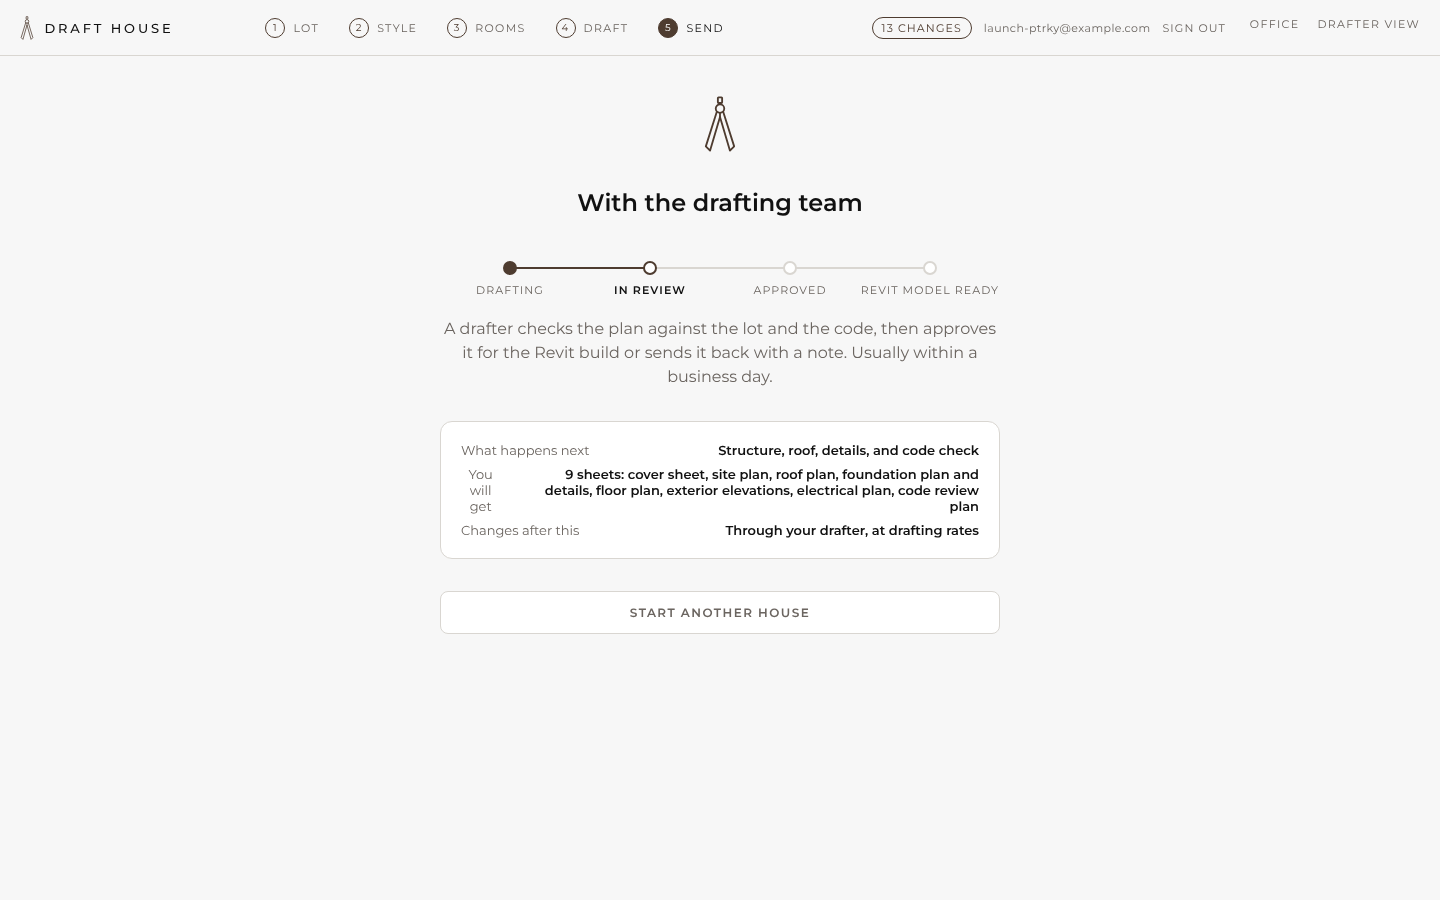 DRAFT HOUSE
1 LOT
2 STYLE
3 ROOMS
4 DRAFT
5 SEND
13 CHANGES
launch-ptrky@example.com
SIGN OUT
OFFICE
DRAFTER VIEW
With the drafting team
DRAFTING
IN REVIEW
APPROVED
REVIT MODEL READY
A drafter checks the plan against the lot and the code, then approves
it for the Revit build or sends it back with a note. Usually within a
business day.
What happens next
Structure, roof, details, and code check
You
will
get
9 sheets: cover sheet, site plan, roof plan, foundation plan and
details, floor plan, exterior elevations, electrical plan, code review
plan
Changes after this
Through your drafter, at drafting rates
START ANOTHER HOUSE